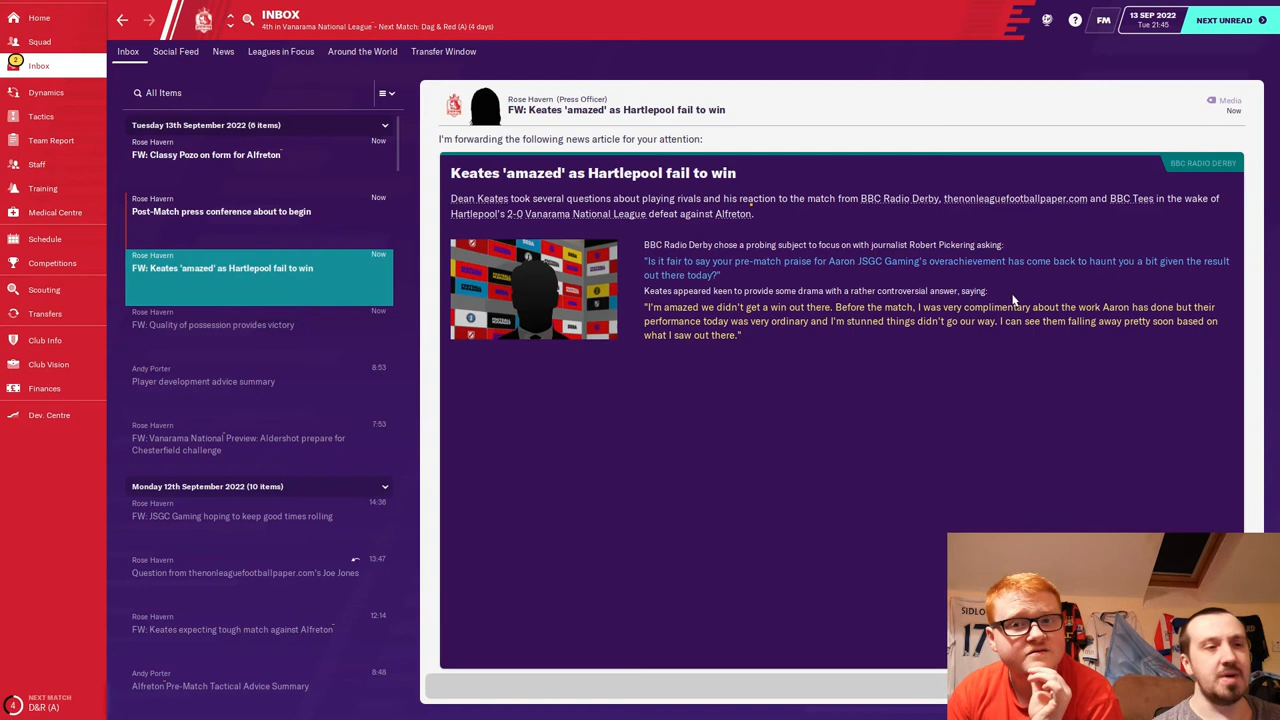 Home
Squad
2
Inbox
Dynamics
Tactics
Team Report
Staff
Training
Medical Centre
Schedule
Competitions
Scouting
Transfers
Club Info
Club Vision
Finances
Dev. Centre
4
NEXT MATCH
D&R (A)
INBOX
4th in Vanarama National League - Next Match: Dag & Red (A) (4 days)
?
FM
13 SEP 2022
Tue 21:45
NEXT UNREAD
Inbox
Social Feed
News
Leagues in Focus
Around the World
Transfer Window
All Items
Tuesday 13th September 2022 (6 items)
Rose Havern
Now
FW: Classy Pozo on form for Alfreton
Rose Havern
Now
Post-Match press conference about to begin
Rose Havern
Now
FW: Keates 'amazed' as Hartlepool fail to win
Rose Havern
Now
FW: Quality of possession provides victory
Andy Porter
8:53
Player development advice summary
Rose Havern
7:53
FW: Vanarama National Preview: Aldershot prepare for
Chesterfield challenge
Monday 12th September 2022 (10 items)
Rose Havern
14:36
FW: JSGC Gaming hoping to keep good times rolling
Rose Havern
13:47
Question from thenonleaguefootballpaper.com's Joe Jones
Rose Havern
12:14
FW: Keates expecting tough match against Alfreton
Andy Porter
8:48
Alfreton Pre-Match Tactical Advice Summary
Rose Havern (Press Officer)
FW: Keates 'amazed' as Hartlepool fail to win
Media
Now
I'm forwarding the following news article for your attention:
BBC RADIO DERBY
Keates 'amazed' as Hartlepool fail to win
Dean Keates took several questions about playing rivals and his reaction to the match from BBC Radio Derby, thenonleaguefootballpaper.com and BBC Tees in the wake of
Hartlepool's 2-0 Vanarama National League defeat against Alfreton.
BBC Radio Derby chose a probing subject to focus on with journalist Robert Pickering asking:
"Is it fair to say your pre-match praise for Aaron JSGC Gaming's overachievement has come back to haunt you a bit given the result
out there today?"
Keates appeared keen to provide some drama with a rather controversial answer, saying:
"I'm amazed we didn't get a win out there. Before the match, I was very complimentary about the work Aaron has done but their
performance today was very ordinary and I'm stunned things didn't go our way. I can see them falling away pretty soon based on
what I saw out there."
SIDLO
17